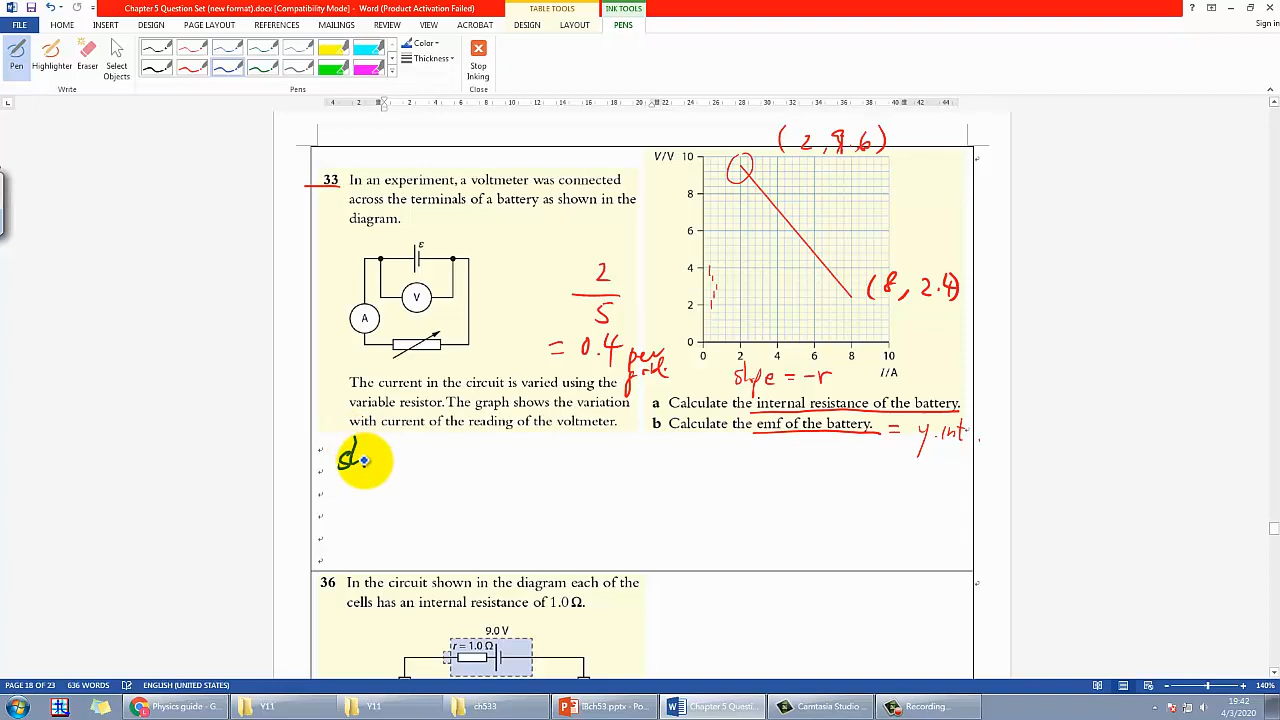 Chapter 5 Question Set (new format).docx [Compatibility Mode] - Word (Product Activation Failed)
TABLE TOOLS
INK TOOLS
Sign in
FILE HOME INSERT DESIGN PAGE LAYOUT REFERENCES MAILINGS REVIEW VIEW ACROBAT DESIGN LAYOUT PENS
Pen Highlighter Eraser Select Objects
Color
Thickness
Stop Inking
Write Pens Close
33 In an experiment, a voltmeter was connected
across the terminals of a battery as shown in the
diagram.
ε
V
A
2
5
= 0.4 per
The current in the circuit is varied using the
variable resistor. The graph shows the variation
with current of the reading of the voltmeter.
V/V
10
8
6
4
2
0
0 2 4 6 8 10
I/A
(8, 2.4)
slope = -r
a Calculate the internal resistance of the battery.
b Calculate the emf of the battery. = y.int
36 In the circuit shown in the diagram each of the
cells has an internal resistance of 1.0 Ω.
9.0 V
r = 1.0 Ω
PAGE 18 OF 23 636 WORDS ENGLISH (UNITED STATES) 140%
Physics guide - G... Y11 Y11 ch533 IBch53.pptx - Po... Chapter 5 Questi... Camtasia Studio ... Recording...
19:42
4/3/2020